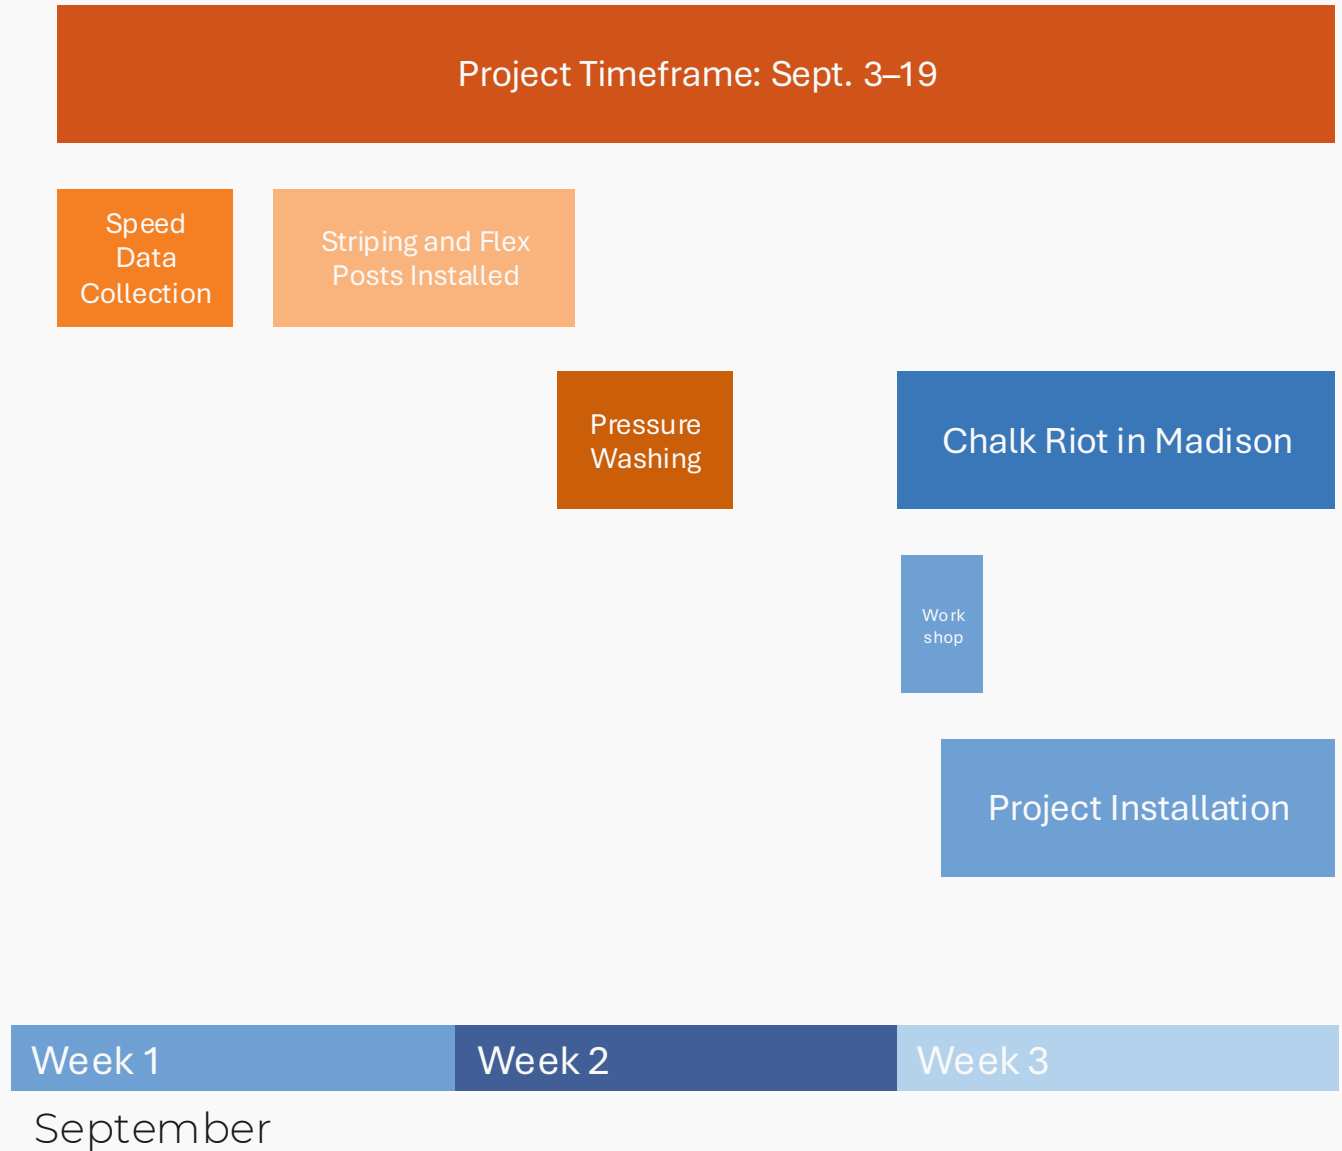 Project Timeframe: Sept. 3–19
Speed
Data
Collection
Striping and Flex
Posts Installed
Pressure
Washing
Chalk Riot in Madison
Work
shop
Project Installation
Week 1
Week 2
Week 3
September